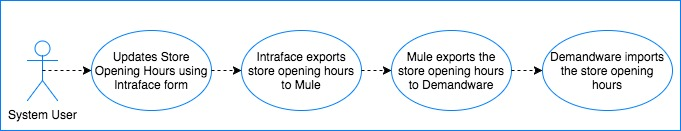 Updates Store
Opening Hours using
Intraface form
Intraface exports
store opening hours
to Mule
Mule exports the
store opening hours
to Demandware
Demandware imports
the store opening
hours
System User